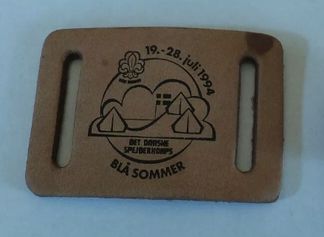 19.-28. juli 1994
DET DANSKE
SPEJDERKORPS
BLÅ SOMMER